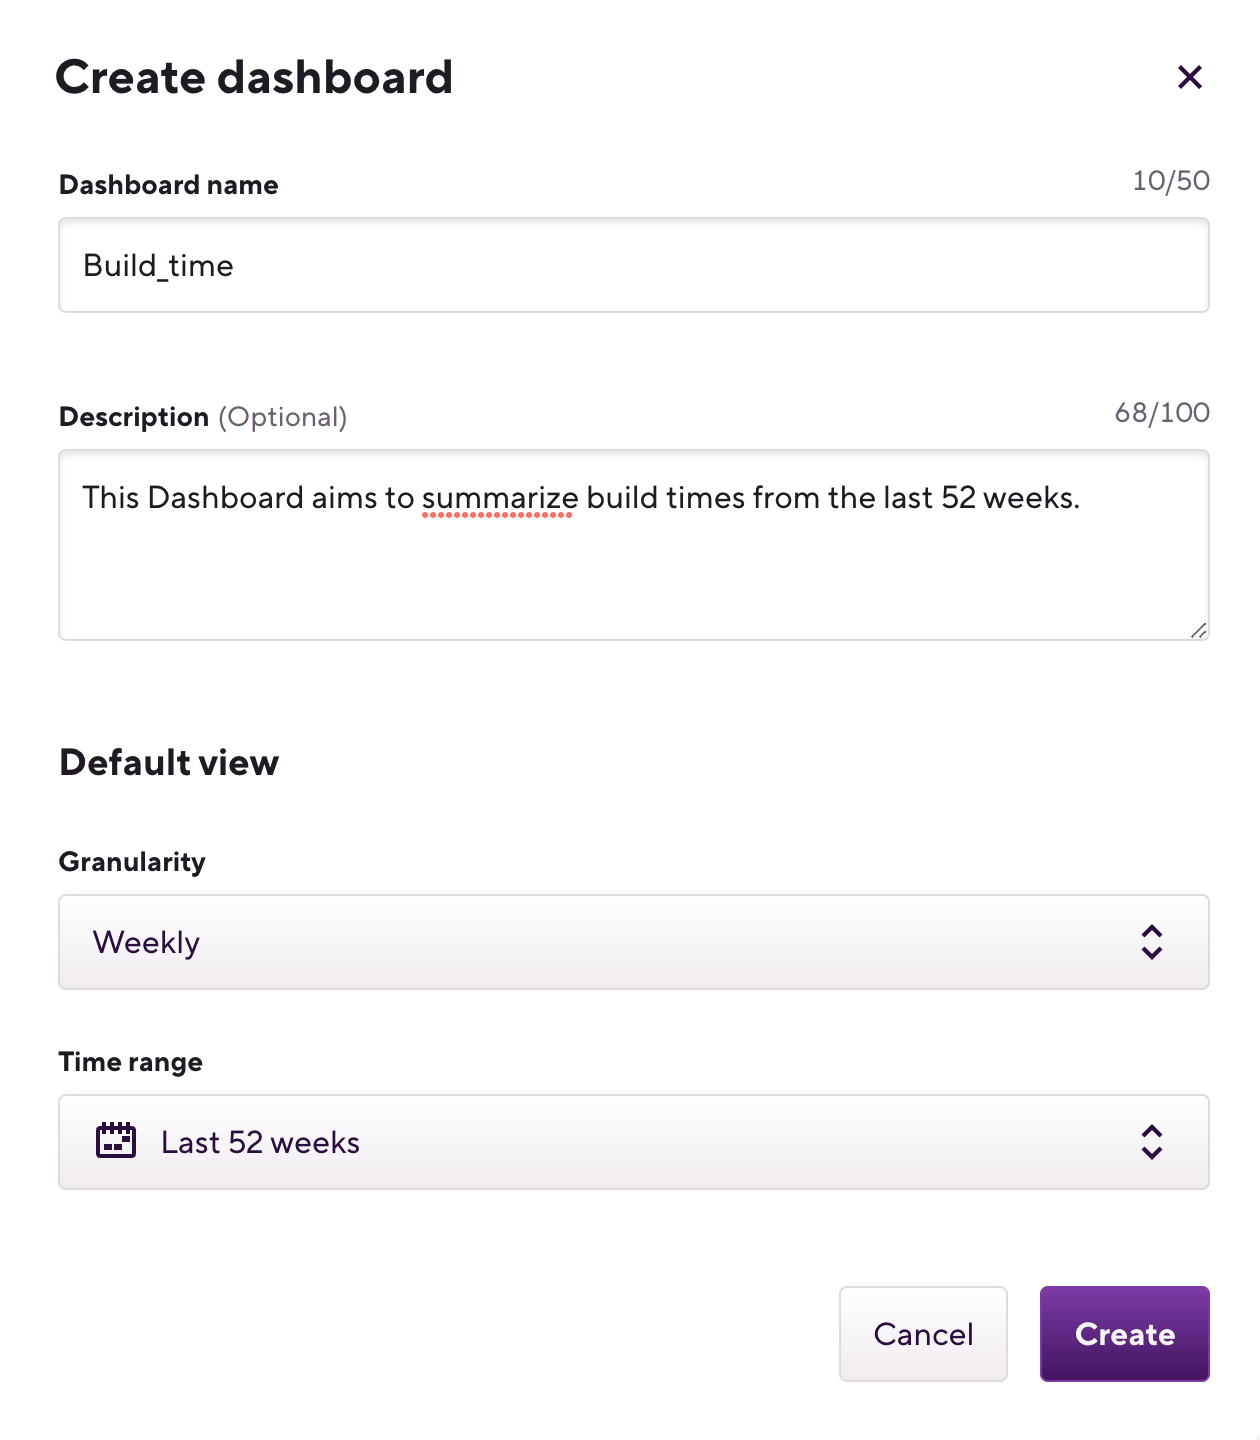 Create dashboard
Dashboard name 10/50
Build_time
Description (Optional) 68/100
This Dashboard aims to summarize build times from the last 52 weeks.
Default view
Granularity
Weekly
Time range
Last 52 weeks
Cancel Create